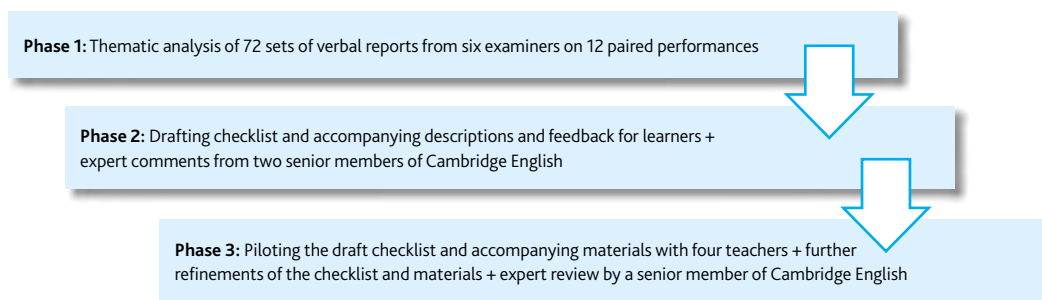 Phase 1: Thematic analysis of 72 sets of verbal reports from six examiners on 12 paired performances
Phase 2: Drafting checklist and accompanying descriptions and feedback for learners +
expert comments from two senior members of Cambridge English
Phase 3: Piloting the draft checklist and accompanying materials with four teachers + further
refinements of the checklist and materials + expert review by a senior member of Cambridge English